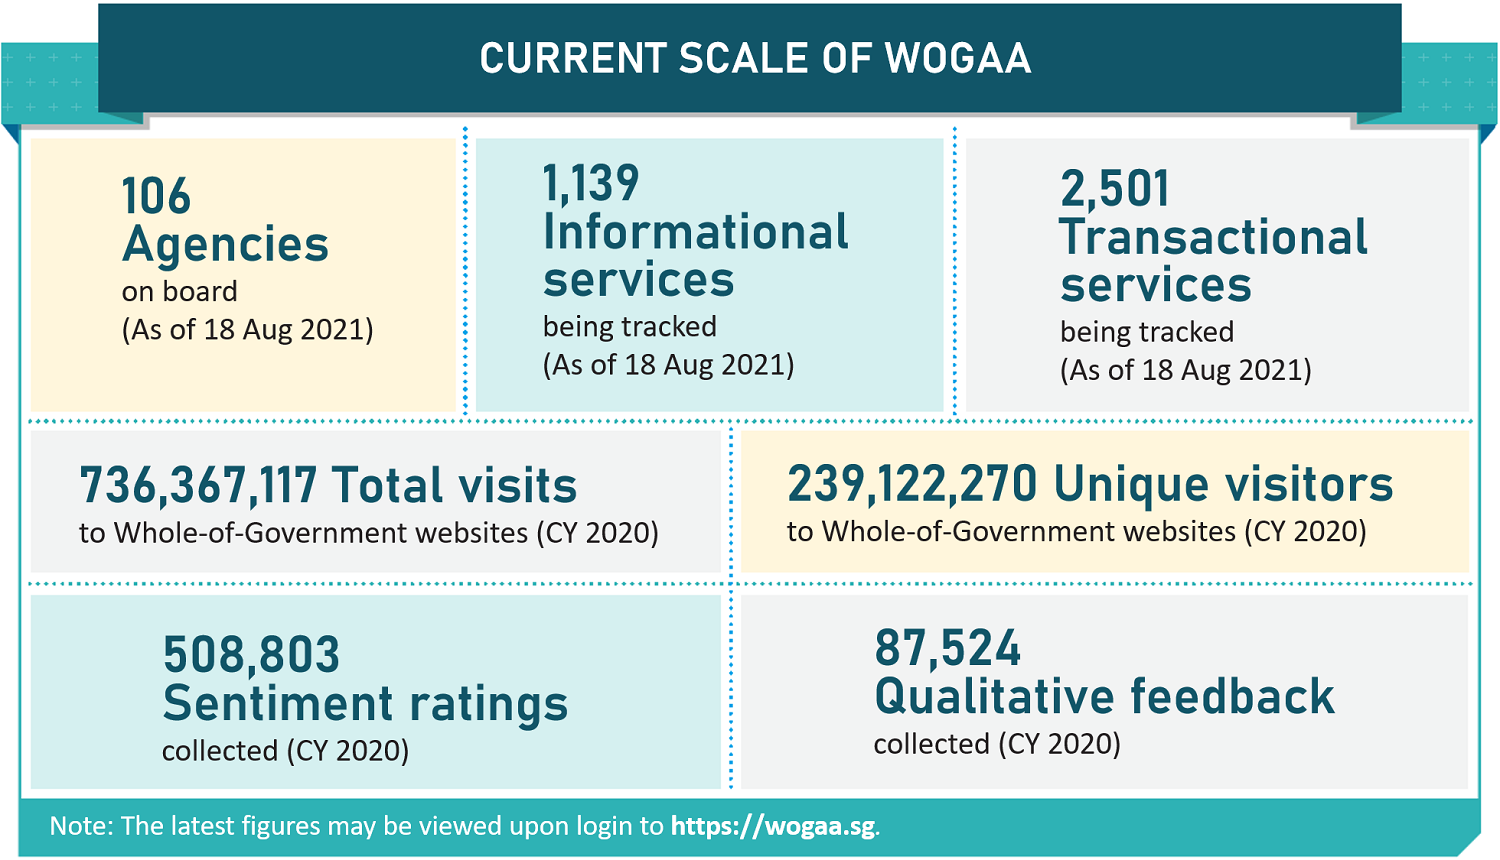 CURRENT SCALE OF WOGAA
106
Agencies
on board
(As of 18 Aug 2021)
1,139
Informational
services
being tracked
(As of 18 Aug 2021)
2,501
Transactional
services
being tracked
(As of 18 Aug 2021)
736,367,117 Total visits
to Whole-of-Government websites (CY 2020)
239,122,270 Unique visitors
to Whole-of-Government websites (CY 2020)
508,803
Sentiment ratings
collected (CY 2020)
87,524
Qualitative feedback
collected (CY 2020)
Note: The latest figures may be viewed upon login to https://wogaa.sg.